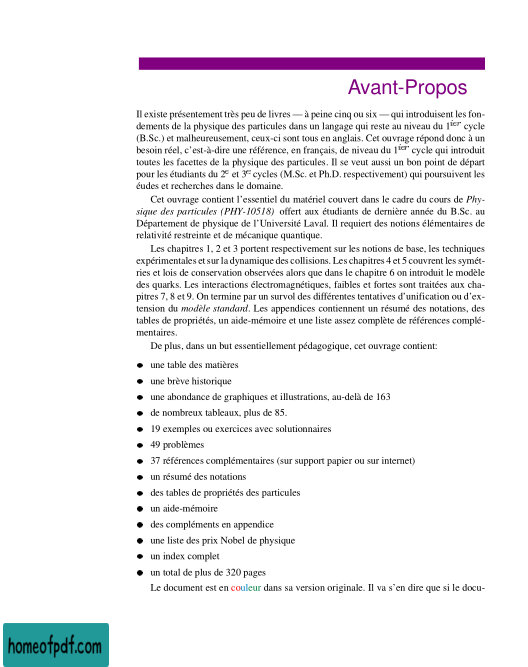 Avant-Propos
Il existe présentement très peu de livres — à peine cinq ou six — qui introduisent les fon-
dements de la physique des particules dans un langage qui reste au niveau du 1ier cycle
(B.Sc.) et malheureusement, ceux-ci sont tous en anglais. Cet ouvrage répond donc à un
besoin réel, c'est-à-dire une référence, en français, de niveau du 1ier cycle qui introduit
toutes les facettes de la physique des particules. Il se veut aussi un bon point de départ
pour les étudiants du 2e et 3e cycles (M.Sc. et Ph.D. respectivement) qui poursuivent les
éudes et recherches dans le domaine.
Cet ouvrage contient l'essentiel du matériel couvert dans le cadre du cours de Phy-
sique des particules (PHY-10518) offert aux étudiants de dernière année du B.Sc. au
Département de physique de l'Université Laval. Il requiert des notions élémentaires de
relativité restreinte et de mécanique quantique.
Les chapitres 1, 2 et 3 portent respectivement sur les notions de base, les techniques
expérimentales et sur la dynamique des collisions. Les chapitres 4 et 5 couvrent les symét-
ries et lois de conservation observées alors que dans le chapitre 6 on introduit le modèle
des quarks. Les interactions électromagnétiques, faibles et fortes sont traitées aux cha-
pitres 7, 8 et 9. On termine par un survol des différentes tentatives d'unification ou d'ex-
tension du modèle standard. Les appendices contiennent un résumé des notations, des
tables de propriétés, un aide-mémoire et une liste assez complète de références complé-
mentaires.
De plus, dans un but essentiellement pédagogique, cet ouvrage contient:
● une table des matières
● une brève historique
● une abondance de graphiques et illustrations, au-delà de 163
● de nombreux tableaux, plus de 85.
● 19 exemples ou exercices avec solutionnaires
● 49 problèmes
● 37 références complémentaires (sur support papier ou sur internet)
● un résumé des notations
● des tables de propriétés des particules
● un aide-mémoire
● des compléments en appendice
● une liste des prix Nobel de physique
● un index complet
● un total de plus de 320 pages
Le document est en couleur dans sa version originale. Il va s'en dire que si le docu-
homeofpdf.com